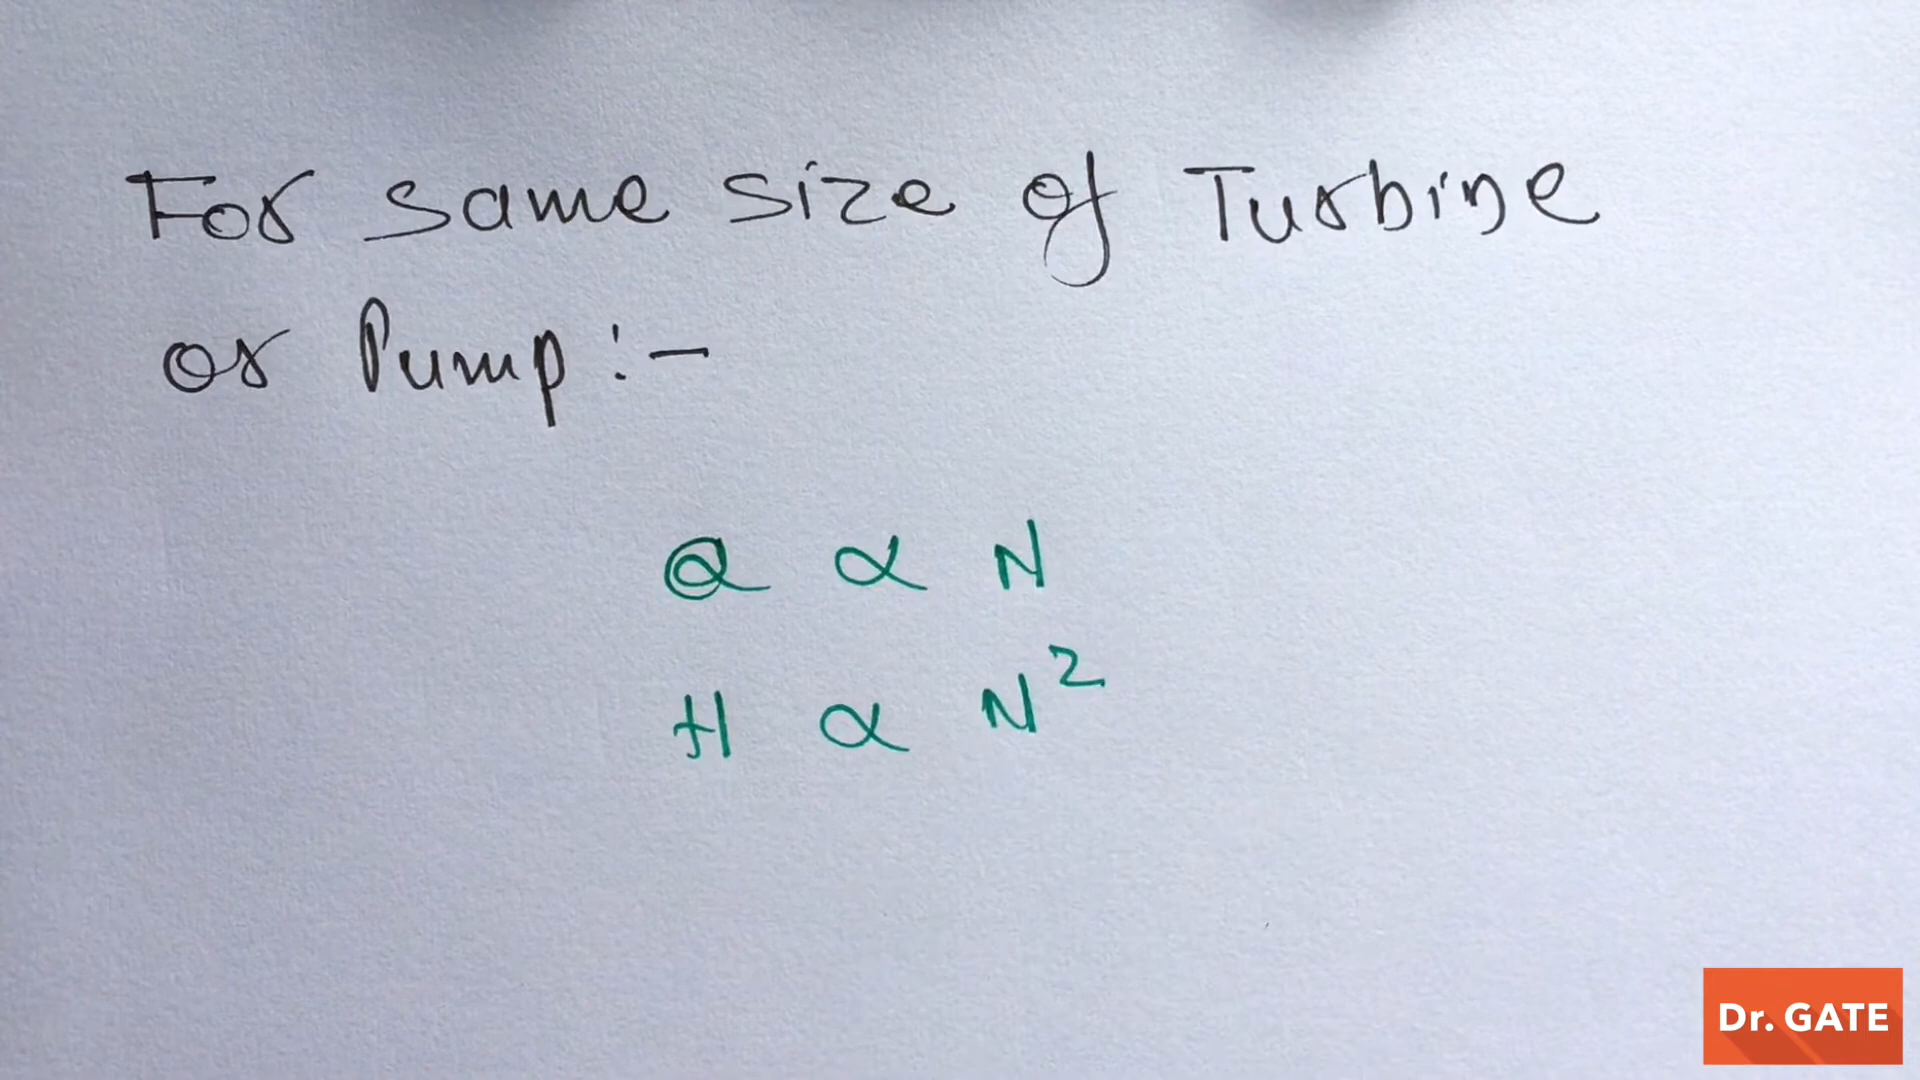 For same size of Turbine
or Pump :-
Q ∝ N
H ∝ N²
Dr. GATE